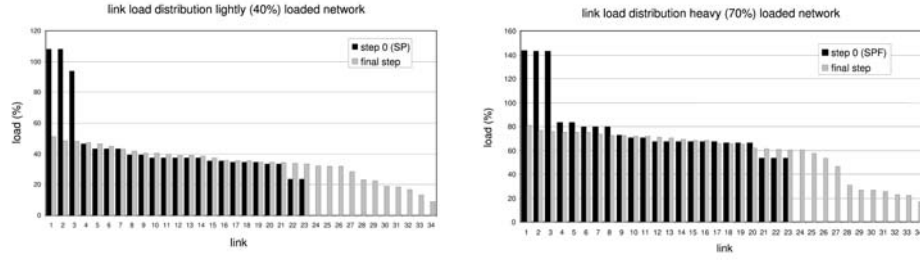 link load distribution lightly (40%) loaded network
120
100
80
60
40
20
0
load (%)
step 0 (SP)
final step
1 2 3 4 5 6 7 8 9 10 11 12 13 14 15 16 17 18 19 20 21 22 23 24 25 26 27 28 29 30 31 32 33 34
link
link load distribution heavy (70%) loaded network
160
140
120
100
80
60
40
20
0
load (%)
step 0 (SPF)
final step
1 2 3 4 5 6 7 8 9 10 11 12 13 14 15 16 17 18 19 20 21 22 23 24 25 26 27 28 29 30 31 32 33 34
link